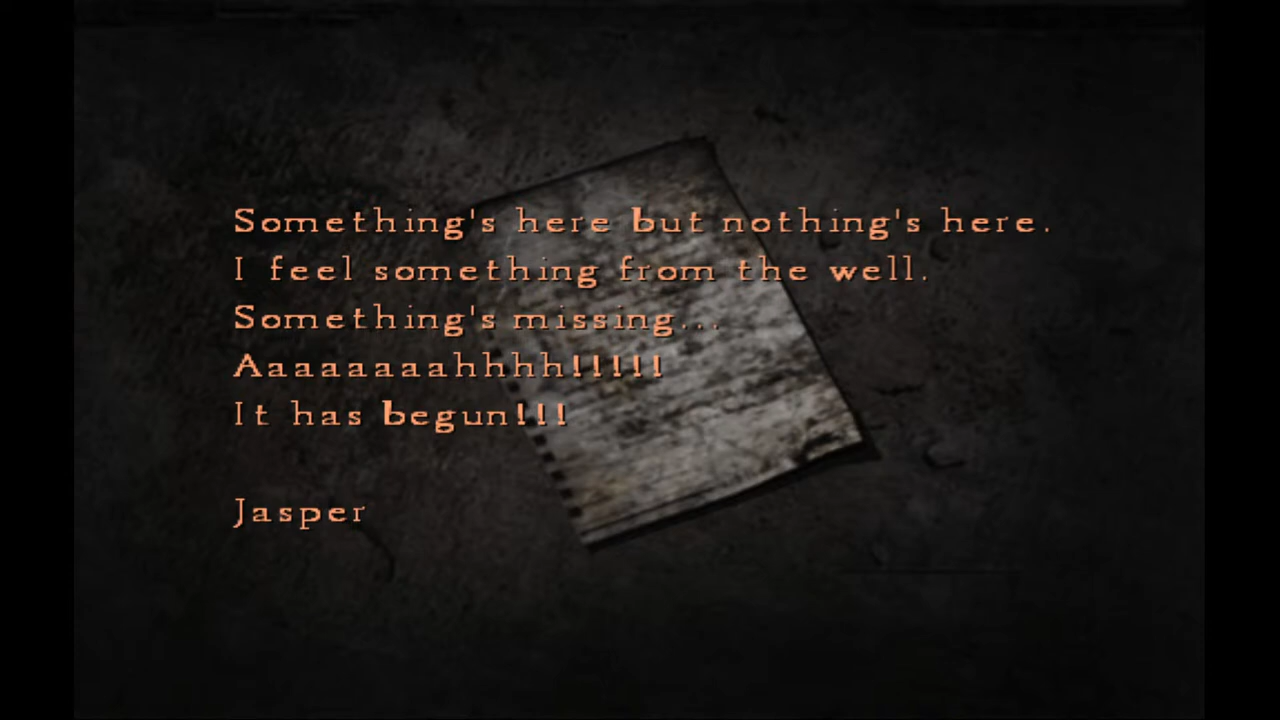 Something's here but nothing's here.
I feel something from the well.
Something's missing...
Aaaaaaaahhhh!!!!!
It has begun!!!
Jasper